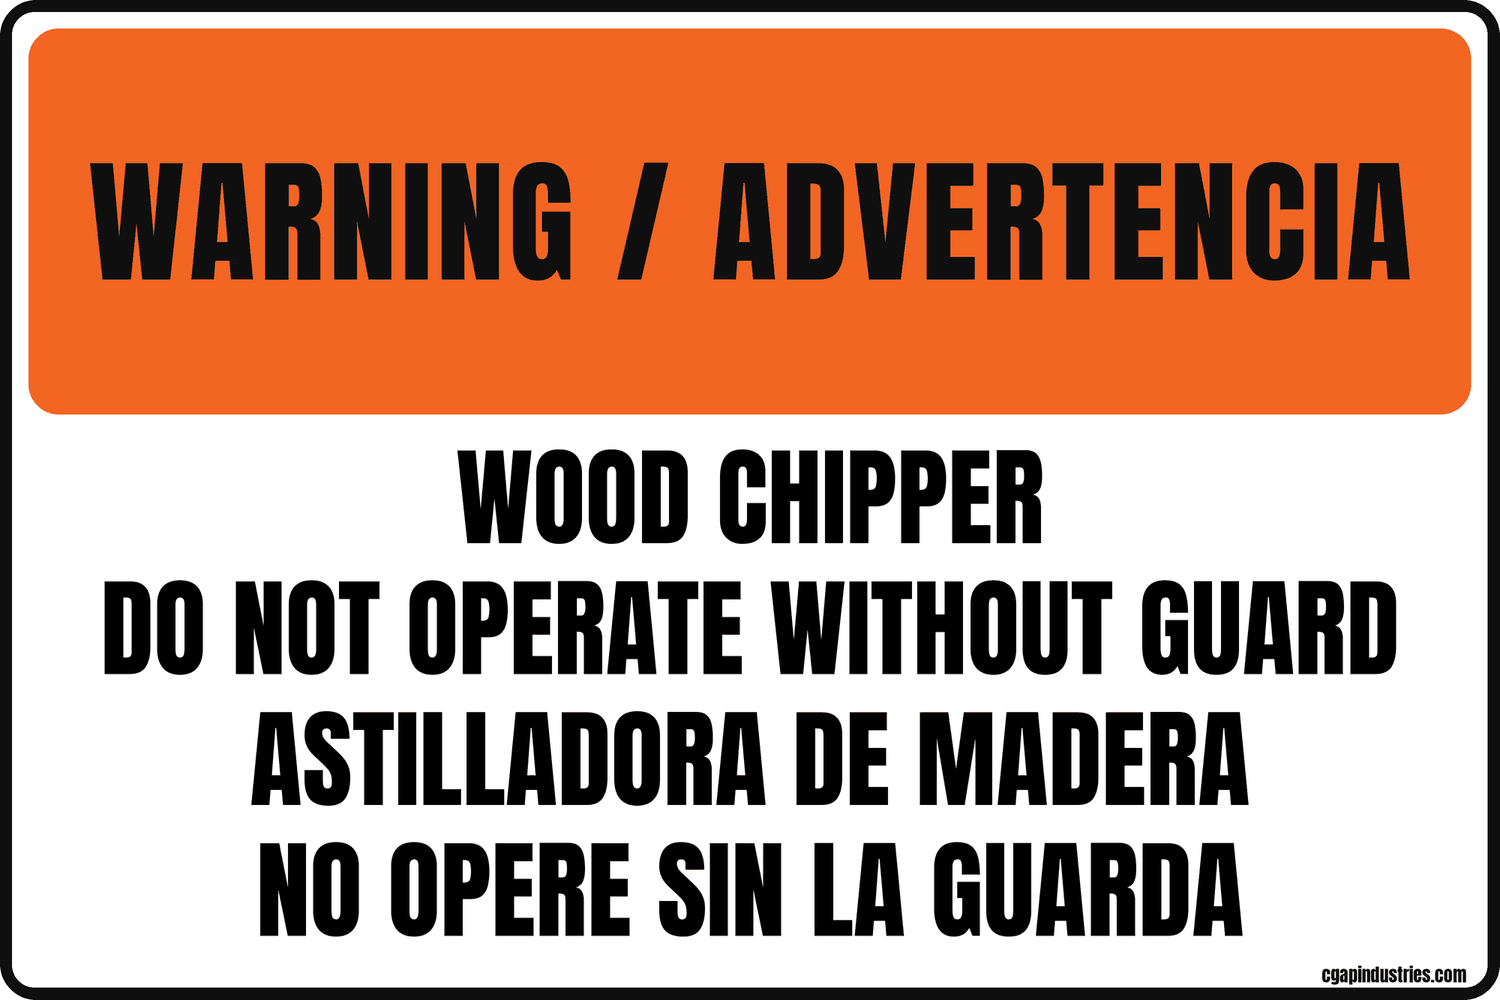 WARNING / ADVERTENCIA
WOOD CHIPPER
DO NOT OPERATE WITHOUT GUARD
ASTILLADORA DE MADERA
NO OPERE SIN LA GUARDA
cgapindustries.com